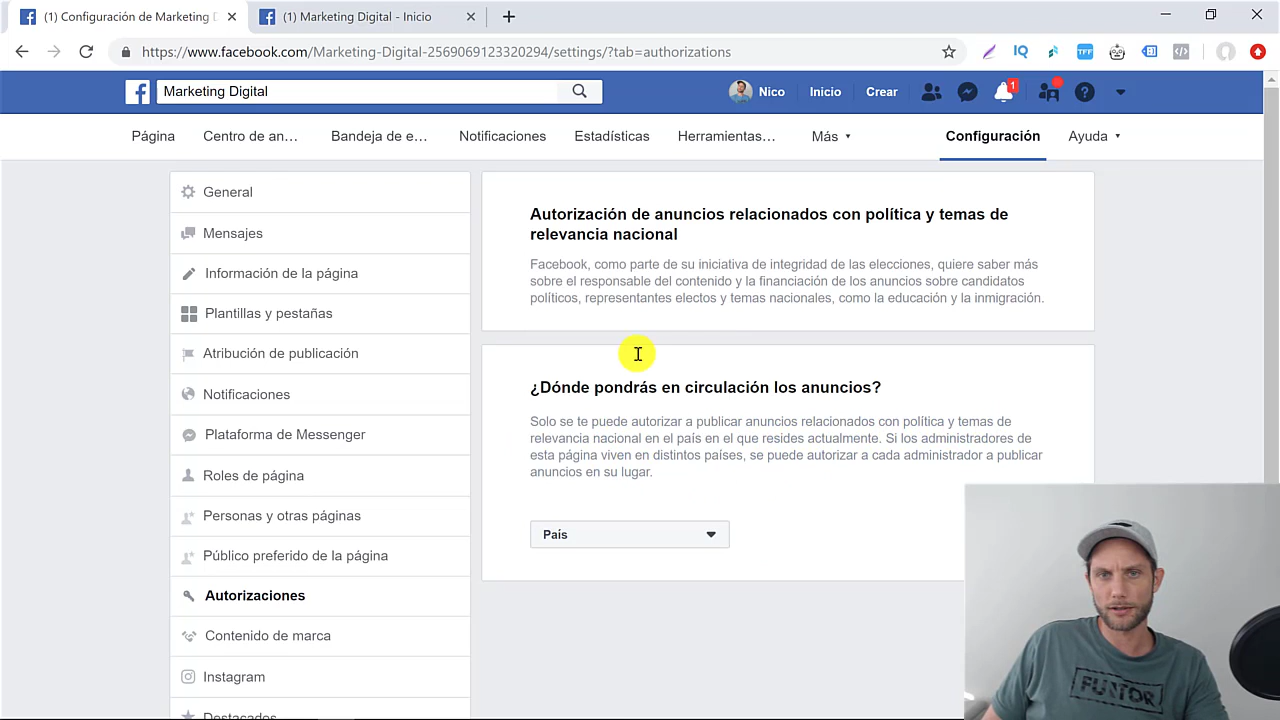 (1) Configuración de Marketing D
(1) Marketing Digital - Inicio
https://www.facebook.com/Marketing-Digital-2569069123320294/settings/?tab=authorizations
IQ
TFF
Marketing Digital
Nico
Inicio
Crear
1
Página
Centro de an...
Bandeja de e...
Notificaciones
Estadísticas
Herramientas...
Más
Configuración
Ayuda
General
Mensajes
Información de la página
Plantillas y pestañas
Atribución de publicación
Notificaciones
Plataforma de Messenger
Roles de página
Personas y otras páginas
Público preferido de la página
Autorizaciones
Contenido de marca
Instagram
Destacados
Autorización de anuncios relacionados con política y temas de
relevancia nacional
Facebook, como parte de su iniciativa de integridad de las elecciones, quiere saber más
sobre el responsable del contenido y la financiación de los anuncios sobre candidatos
políticos, representantes electos y temas nacionales, como la educación y la inmigración.
¿Dónde pondrás en circulación los anuncios?
Solo se te puede autorizar a publicar anuncios relacionados con política y temas de
relevancia nacional en el país en el que resides actualmente. Si los administradores de
esta página viven en distintos países, se puede autorizar a cada administrador a publicar
anuncios en su lugar.
País
FUNTOR